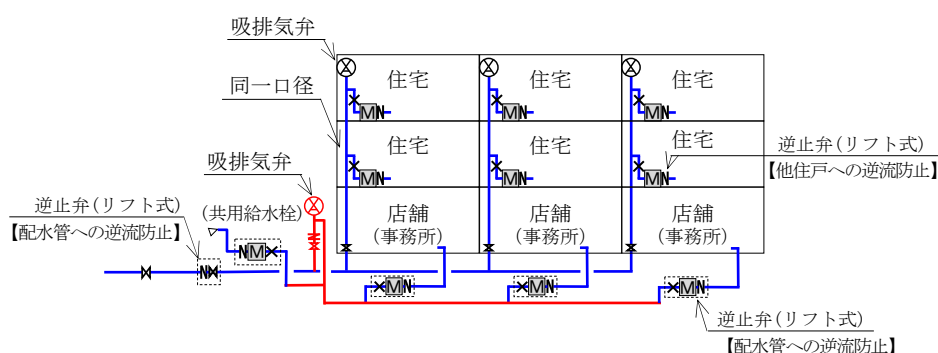 吸排気弁
同一口径
住宅
住宅
住宅
M N
M N
M N
住宅
住宅
住宅
M N
M N
M N
逆止弁(リフト式)
【他住戸への逆流防止】
吸排気弁
逆止弁(リフト式)
【配水管への逆流防止】
(共用給水栓)
店舗
(事務所)
店舗
(事務所)
店舗
(事務所)
N M
N
M N
M N
M N
逆止弁(リフト式)
【配水管への逆流防止】